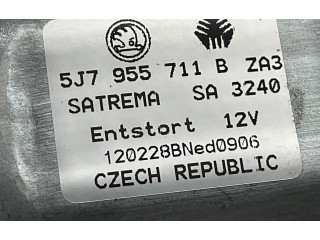 5J7 955 711 B ZA3
SATREMA SA 3240
Entstort 12V
120228BNed0906
CZECH REPUBLIC